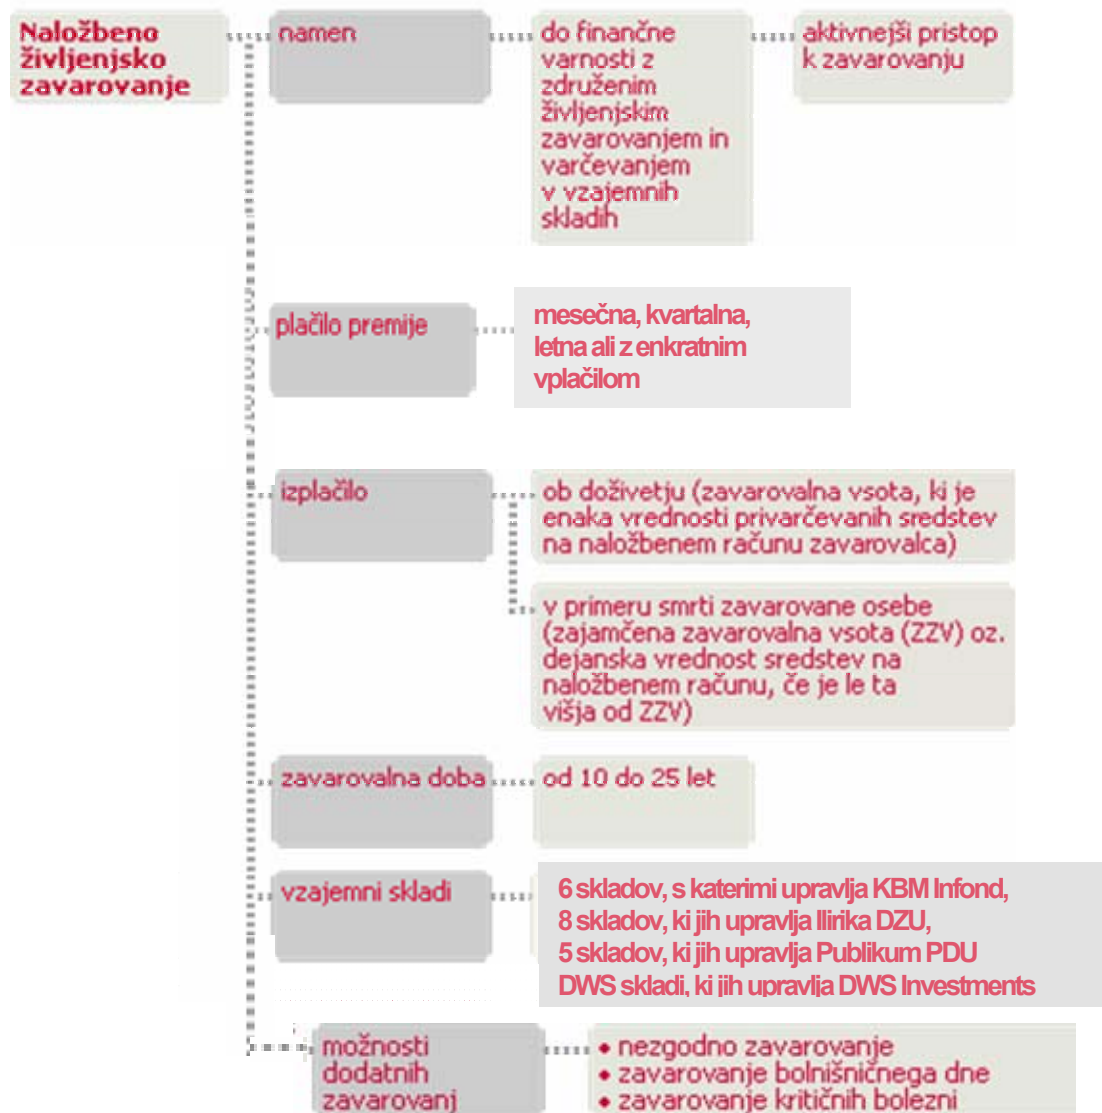 Naložbeno
življenjsko
zavarovanje
namen
do finančne
varnosti z
združenim
življenjskim
zavarovanjem in
varčevanjem
v vzajemnih
skladih
aktivnejši pristop
k zavarovanju
plačilo premije
mesečna, kvartalna,
letna ali z enkratnim
vplačilom
izplačilo
ob doživetju (zavarovalna vsota, ki je
enaka vrednosti privarčevanih sredstev
na naložbenem računu zavarovalca)
v primeru smrti zavarovane osebe
(zajamčena zavarovalna vsota (ZZV) oz.
dejanska vrednost sredstev na
naložbenem računu, če je le ta
višja od ZZV)
zavarovalna doba
od 10 do 25 let
vzajemni skladi
6 skladov, s katerimi upravlja KBM Infond,
8 skladov, ki jih upravlja Ilirika DZU,
5 skladov, ki jih upravlja Publikum PDU
DWS skladi, ki jih upravlja DWS Investments
možnosti
dodatnih
zavarovanj
• nezgodno zavarovanje
• zavarovanje bolnišničnega dne
• zavarovanje kritičnih bolezni